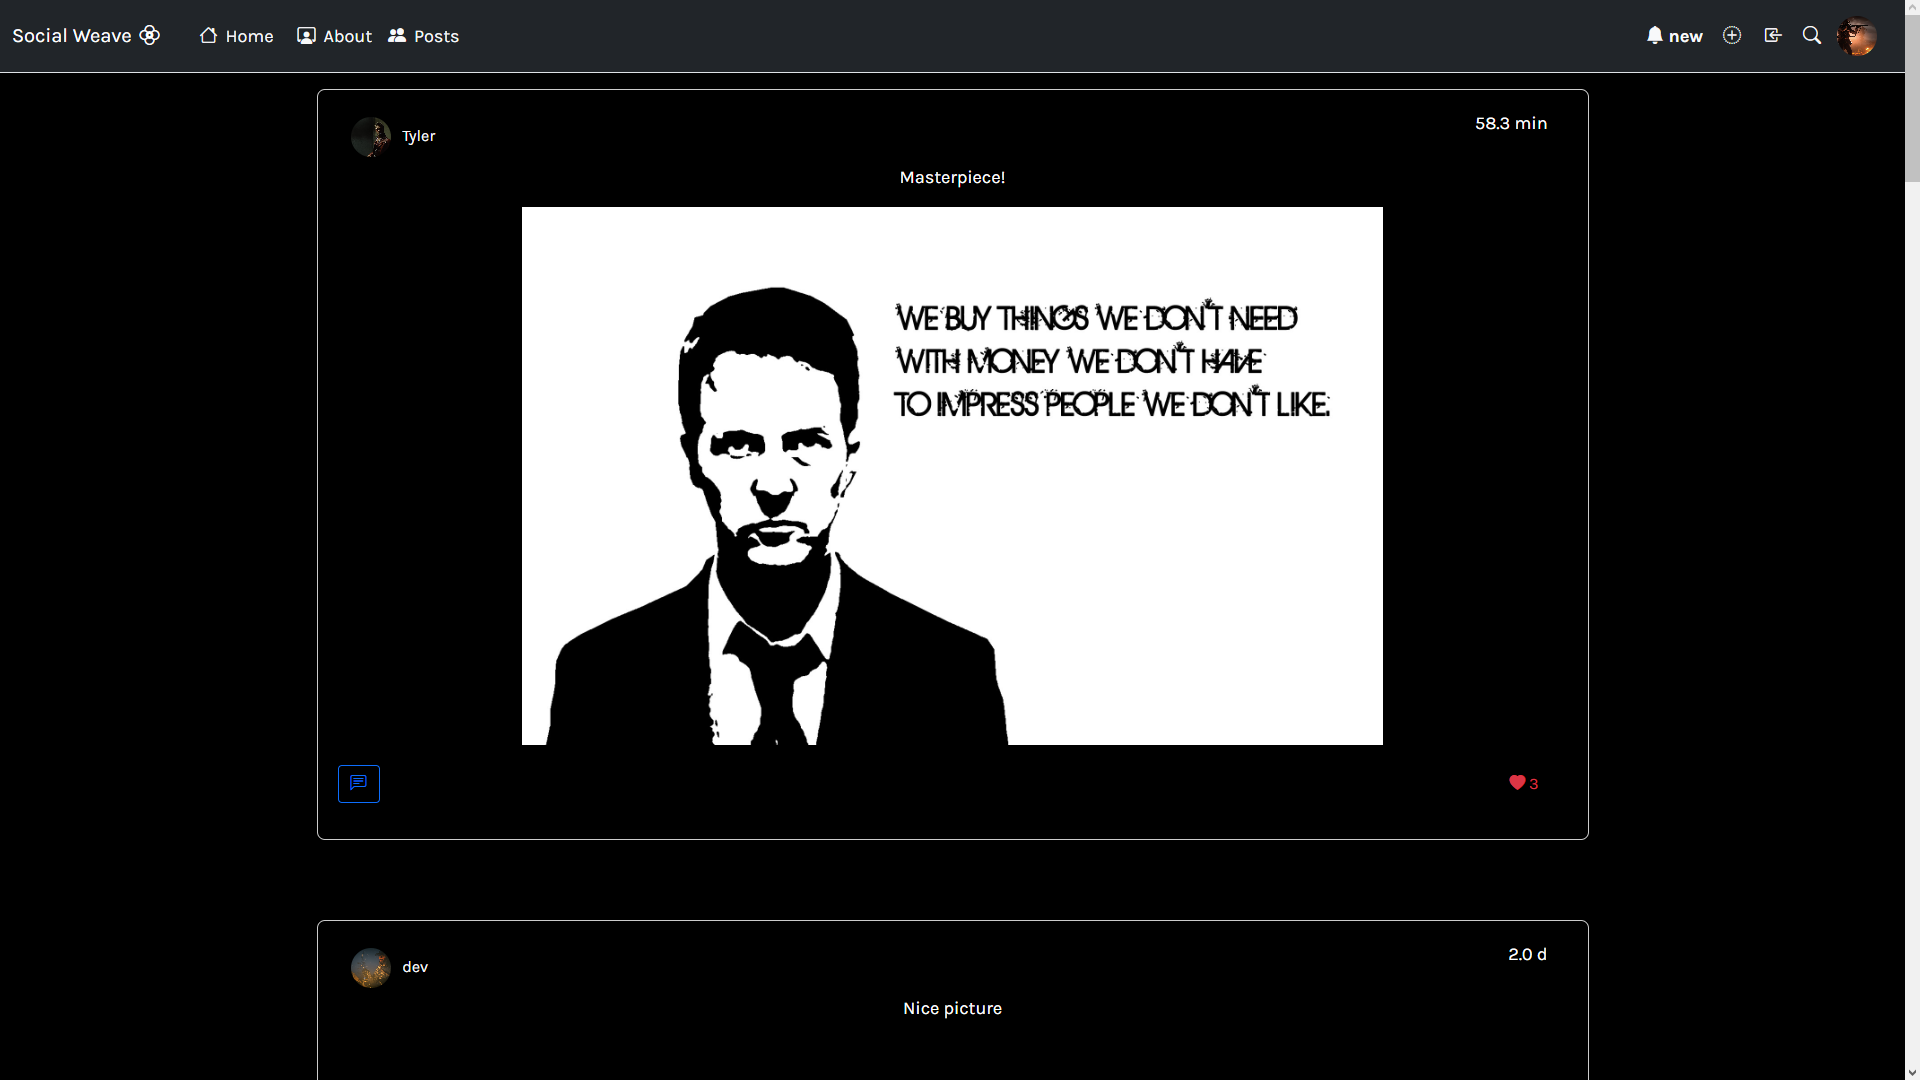 Social Weave
Home
About
Posts
new
Tyler
58.3 min
Masterpiece!
WE BUY THINGS WE DON'T NEED
WITH MONEY WE DON'T HAVE
TO IMPRESS PEOPLE WE DON'T LIKE.
3
dev
2.0 d
Nice picture